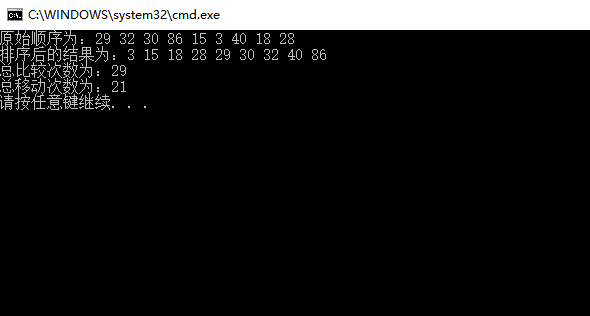 C:\WINDOWS\system32\cmd.exe
原始顺序为：29 32 30 86 15 3 40 18 28
排序后的结果为：3 15 18 28 29 30 32 40 86
总比较次数为：29
总移动次数为：21
请按任意键继续. . .